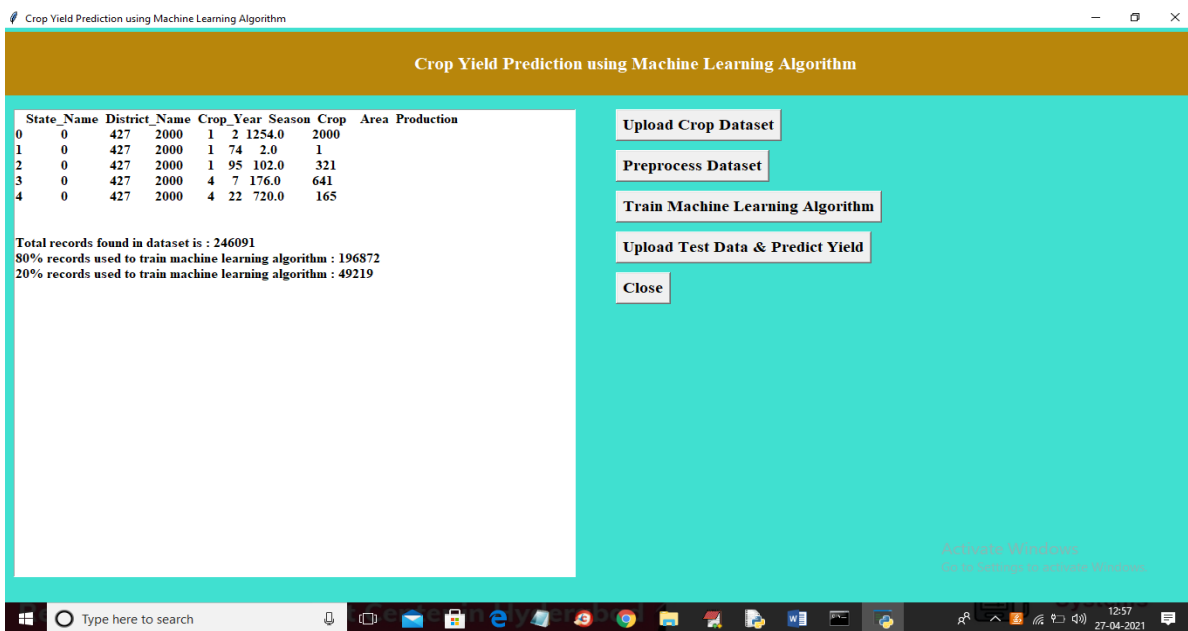 Crop Yield Prediction using Machine Learning Algorithm
Crop Yield Prediction using Machine Learning Algorithm
State_Name District_Name Crop_Year Season Crop Area Production
0 0 427 2000 1 2 1254.0 2000
1 0 427 2000 1 74 2.0 1
2 0 427 2000 1 95 102.0 321
3 0 427 2000 4 7 176.0 641
4 0 427 2000 4 22 720.0 165
Total records found in dataset is : 246091
80% records used to train machine learning algorithm : 196872
20% records used to train machine learning algorithm : 49219
Upload Crop Dataset
Preprocess Dataset
Train Machine Learning Algorithm
Upload Test Data & Predict Yield
Close
Activate Windows
Go to Settings to activate Windows.
Type here to search
12:57
27-04-2021